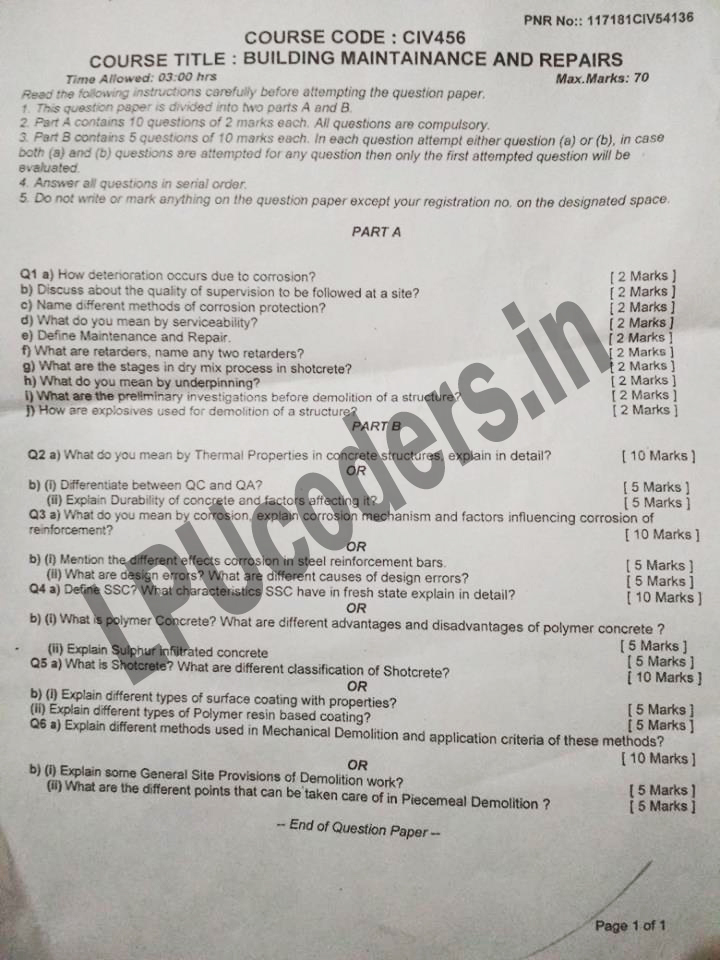 PNR No:: 117181CIV54136
COURSE CODE : CIV456
COURSE TITLE : BUILDING MAINTAINANCE AND REPAIRS
Time Allowed: 03:00 hrs Max.Marks: 70
Read the following instructions carefully before attempting the question paper.
1. This question paper is divided into two parts A and B.
2. Part A contains 10 questions of 2 marks each. All questions are compulsory.
3. Part B contains 5 questions of 10 marks each. In each question attempt either question (a) or (b), in case
both (a) and (b) questions are attempted for any question then only the first attempted question will be
evaluated.
4. Answer all questions in serial order.
5. Do not write or mark anything on the question paper except your registration no. on the designated space.
PART A
Q1 a) How deterioration occurs due to corrosion? [ 2 Marks ]
b) Discuss about the quality of supervision to be followed at a site? [ 2 Marks ]
c) Name different methods of corrosion protection? [ 2 Marks ]
d) What do you mean by serviceability? [ 2 Marks ]
e) Define Maintenance and Repair. [ 2 Marks ]
f) What are retarders, name any two retarders? [ 2 Marks ]
g) What are the stages in dry mix process in shotcrete? [ 2 Marks ]
h) What do you mean by underpinning? [ 2 Marks ]
i) What are the preliminary investigations before demolition of a structure? [ 2 Marks ]
j) How are explosives used for demolition of a structure? [ 2 Marks ]
PART B
Q2 a) What do you mean by Thermal Properties in concrete structures, explain in detail? [ 10 Marks ]
OR
b) (i) Differentiate between QC and QA? [ 5 Marks ]
(ii) Explain Durability of concrete and factors affecting it? [ 5 Marks ]
Q3 a) What do you mean by corrosion, explain corrosion mechanism and factors influencing corrosion of
reinforcement? [ 10 Marks ]
OR
b) (i) Mention the different effects corrosion in steel reinforcement bars. [ 5 Marks ]
(ii) What are design errors? What are different causes of design errors? [ 5 Marks ]
Q4 a) Define SSC? What characteristics SSC have in fresh state explain in detail? [ 10 Marks ]
OR
b) (i) What is polymer Concrete? What are different advantages and disadvantages of polymer concrete ?
[ 5 Marks ]
(ii) Explain Sulphur infiltrated concrete [ 5 Marks ]
Q5 a) What is Shotcrete? What are different classification of Shotcrete? [ 10 Marks ]
OR
b) (i) Explain different types of surface coating with properties? [ 5 Marks ]
(ii) Explain different types of Polymer resin based coating? [ 5 Marks ]
Q6 a) Explain different methods used in Mechanical Demolition and application criteria of these methods?
[ 10 Marks ]
OR
b) (i) Explain some General Site Provisions of Demolition work? [ 5 Marks ]
(ii) What are the different points that can be taken care of in Piecemeal Demolition ? [ 5 Marks ]
-- End of Question Paper --
Page 1 of 1
LPUcoders.in